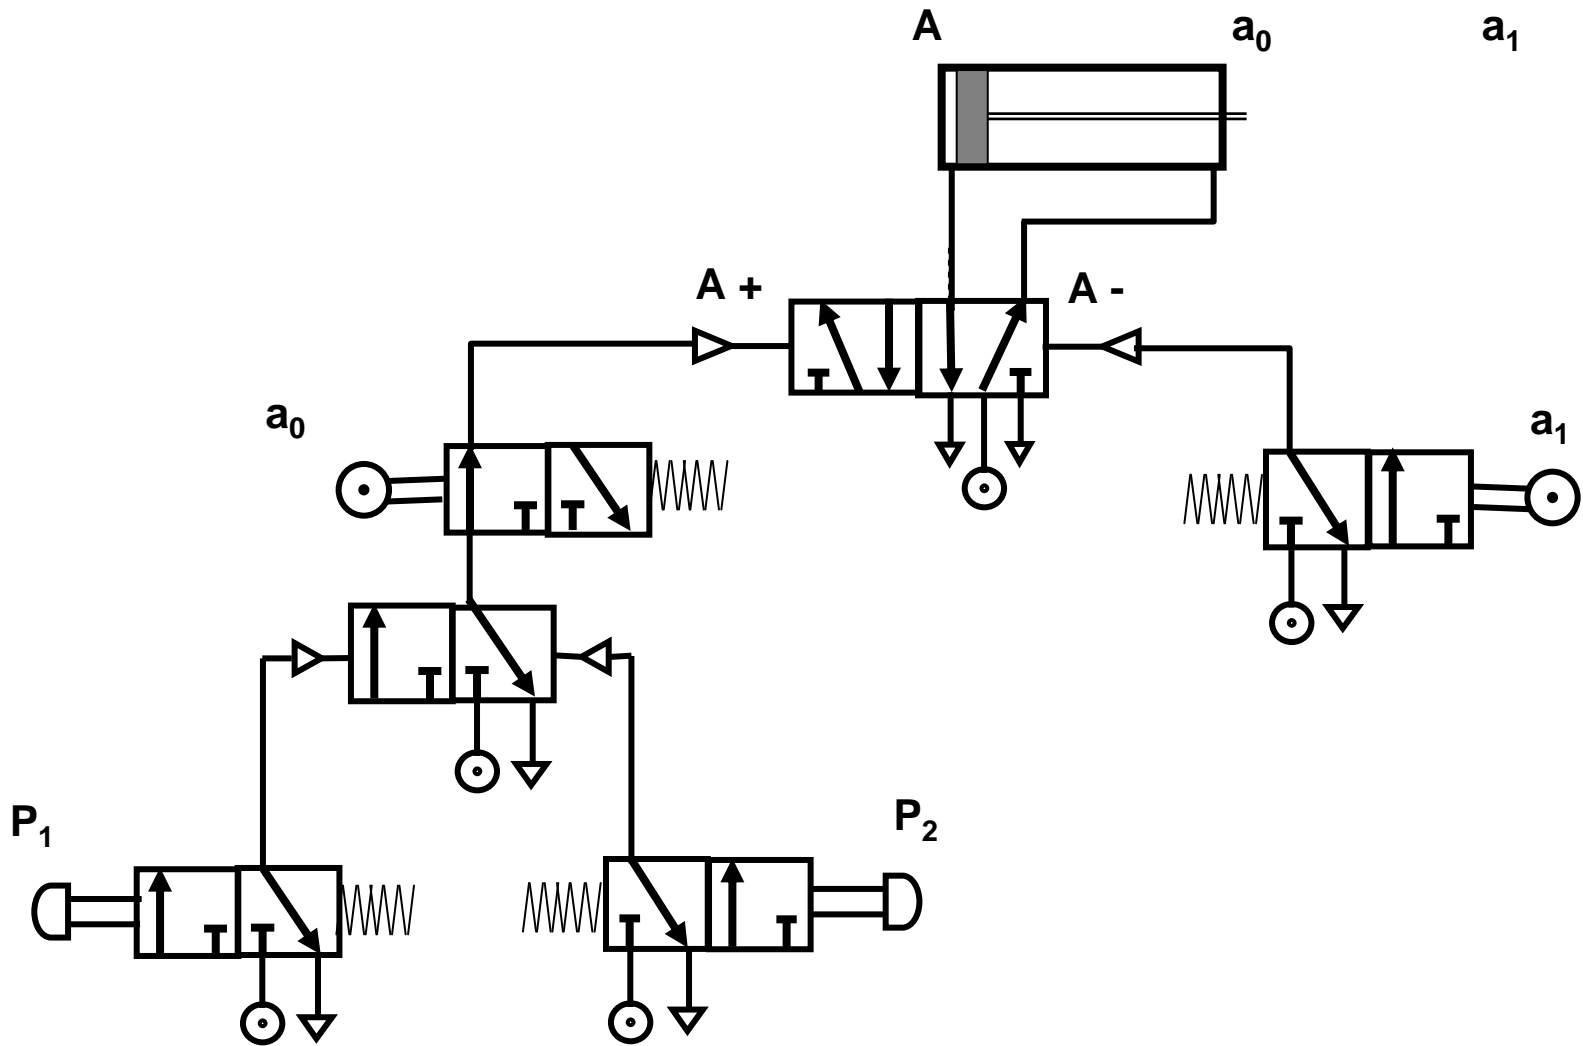 A a₀ a₁
A + A -
a₀ a₁
P₁ P₂